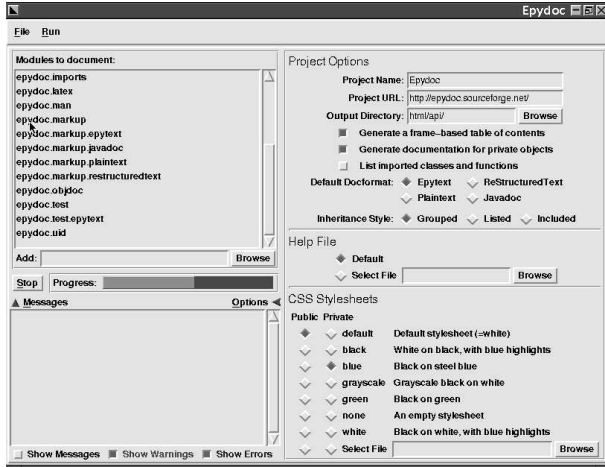 Epydoc
File Run
Modules to document:
epydoc.imports
epydoc.latex
epydoc.man
epydoc.markup
epydoc.markup.epytext
epydoc.markup.javadoc
epydoc.markup.plaintext
epydoc.markup.restructuredtext
epydoc.objdoc
epydoc.test
epydoc.test.epytext
epydoc.uid
Add: Browse
Stop Progress:
Messages Options
Show Messages Show Warnings Show Errors
Project Options
Project Name: Epydoc
Project URL: http://epydoc.sourceforge.net/
Output Directory: html/api/ Browse
Generate a frame-based table of contents
Generate documentation for private objects
List imported classes and functions
Default Docformat: Epytext ReStructuredText
Plaintext Javadoc
Inheritance Style: Grouped Listed Included
Help File
Default
Select File Browse
CSS Stylesheets
Public Private
default Default stylesheet (=white)
black White on black, with blue highlights
blue Black on steel blue
grayscale Grayscale black on white
green Black on green
none An empty stylesheet
white Black on white, with blue highlights
Select File Browse